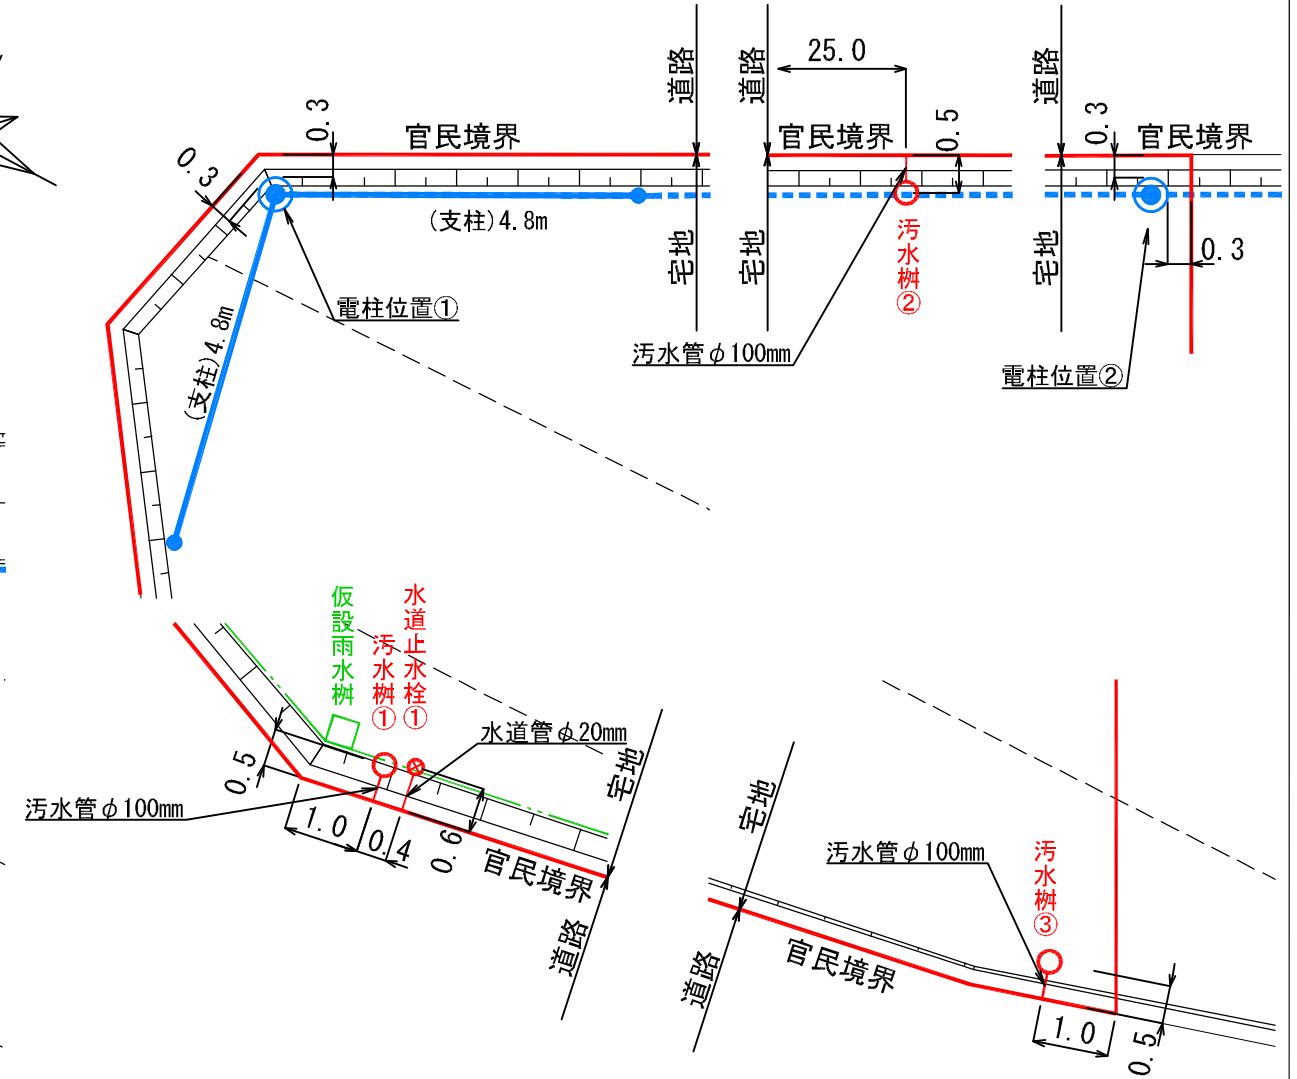 道路
道路
25.0
道路
0.3
官民境界
官民境界
0.5
0.3
官民境界
0.3
(支柱)4.8m
宅地
宅地
汚水桝②
宅地
0.3
電柱位置①
(支柱)4.8m
汚水管φ100mm
電柱位置②
仮設雨水桝
汚水桝①
水道止水栓①
水道管φ20mm
宅地
0.5
汚水管φ100mm
1.0
0.4
0.6
官民境界
道路
宅地
汚水管φ100mm
汚水桝③
道路
官民境界
1.0
0.5